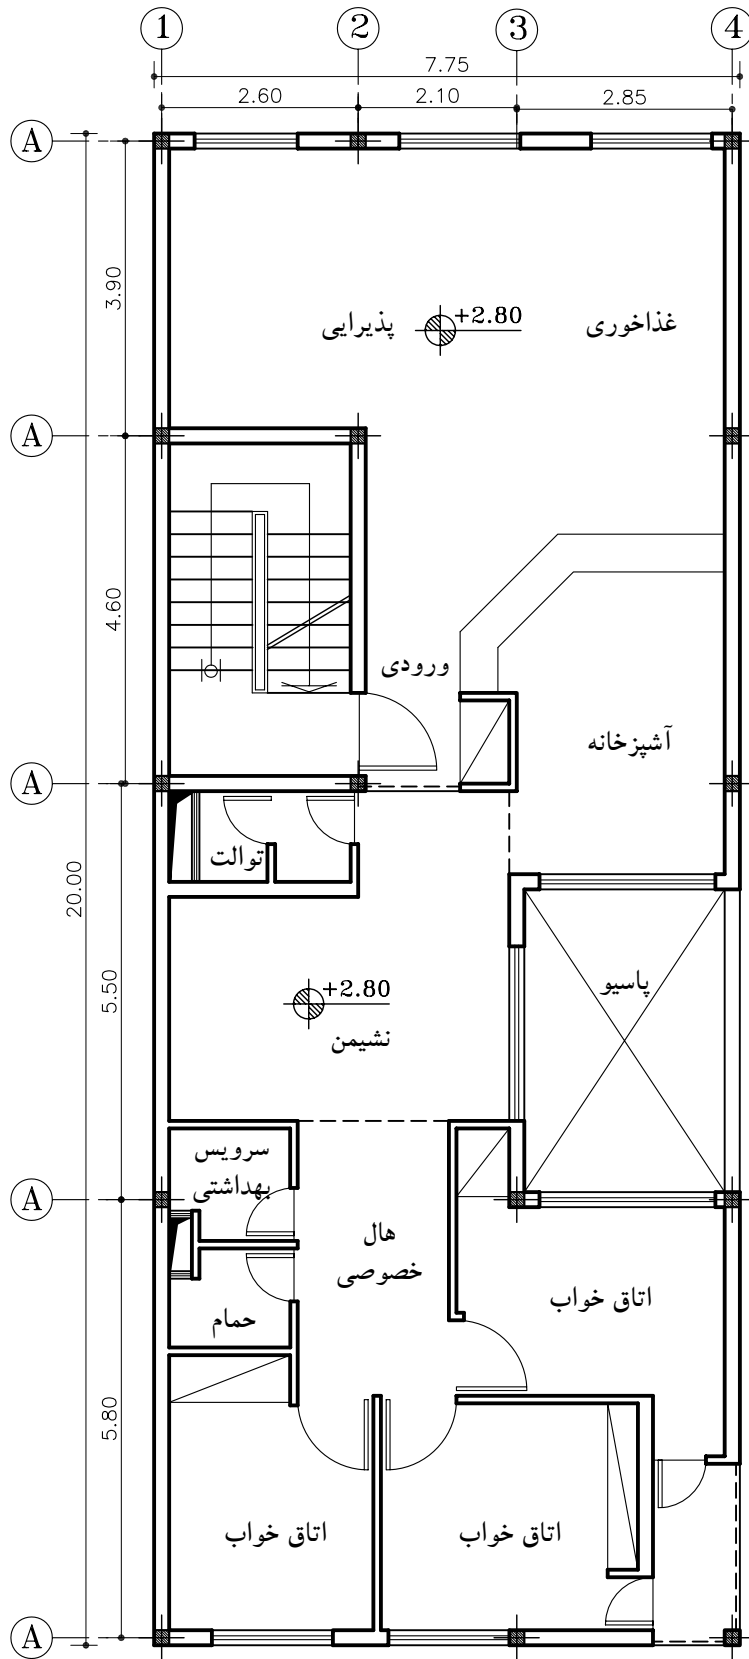 1 2 3 4
7.75
2.60 2.10 2.85
A
3.90
پذیرایی +2.80 غذاخوری
A
4.60
ورودی
آشپزخانه
A
توالت
20.00
5.50
پاسیو
+2.80
نشیمن
سرویس
بهداشتی
A
هال
خصوصی
اتاق خواب
حمام
5.80
اتاق خواب
اتاق خواب
A